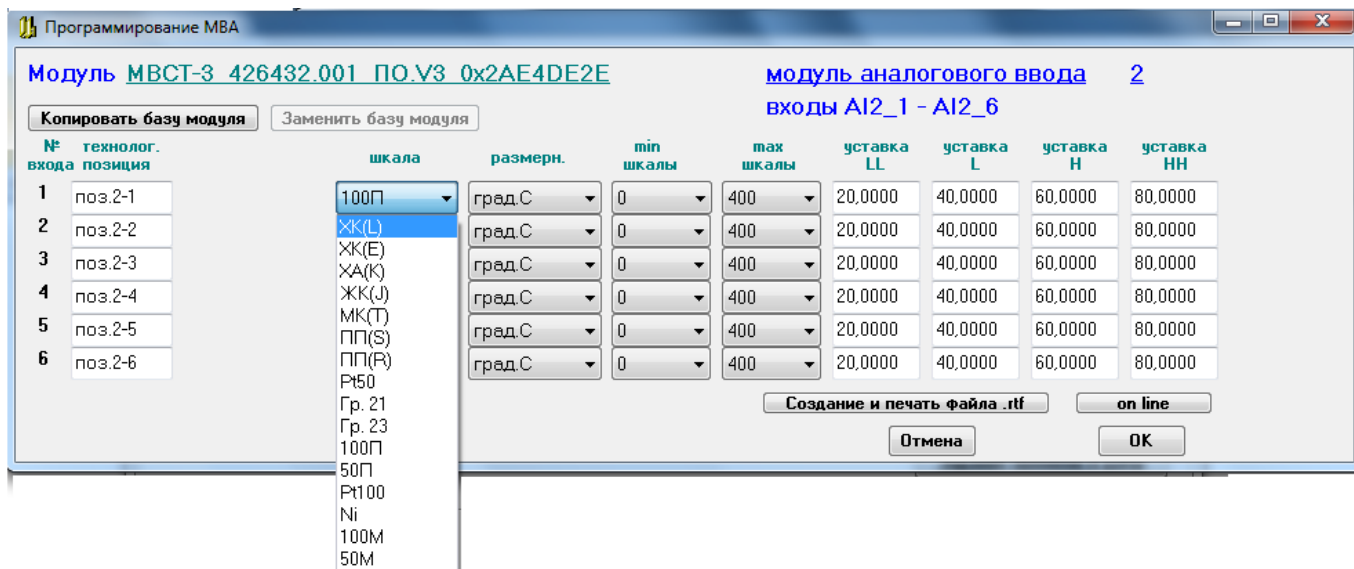 Программирование МВА
Модуль МВСТ-3 426432.001 ПО.V3 0x2AE4DE2E
модуль аналогового ввода 2
входы AI2_1 - AI2_6
Копировать базу модуля Заменить базу модуля
№ входа технолог. позиция шкала размерн. min шкалы max шкалы уставка LL уставка L уставка H уставка HH
1 поз.2-1 100П град.С 0 400 20,0000 40,0000 60,0000 80,0000
2 поз.2-2 град.С 0 400 20,0000 40,0000 60,0000 80,0000
3 поз.2-3 град.С 0 400 20,0000 40,0000 60,0000 80,0000
4 поз.2-4 град.С 0 400 20,0000 40,0000 60,0000 80,0000
5 поз.2-5 град.С 0 400 20,0000 40,0000 60,0000 80,0000
6 поз.2-6 град.С 0 400 20,0000 40,0000 60,0000 80,0000
ХК(L)
ХК(E)
ХА(K)
ЖК(J)
МК(T)
ПП(S)
ПП(R)
Pt50
Гр. 21
Гр. 23
100П
50П
Pt100
Ni
100М
50М
Создание и печать файла .rtf on line
Отмена ОК